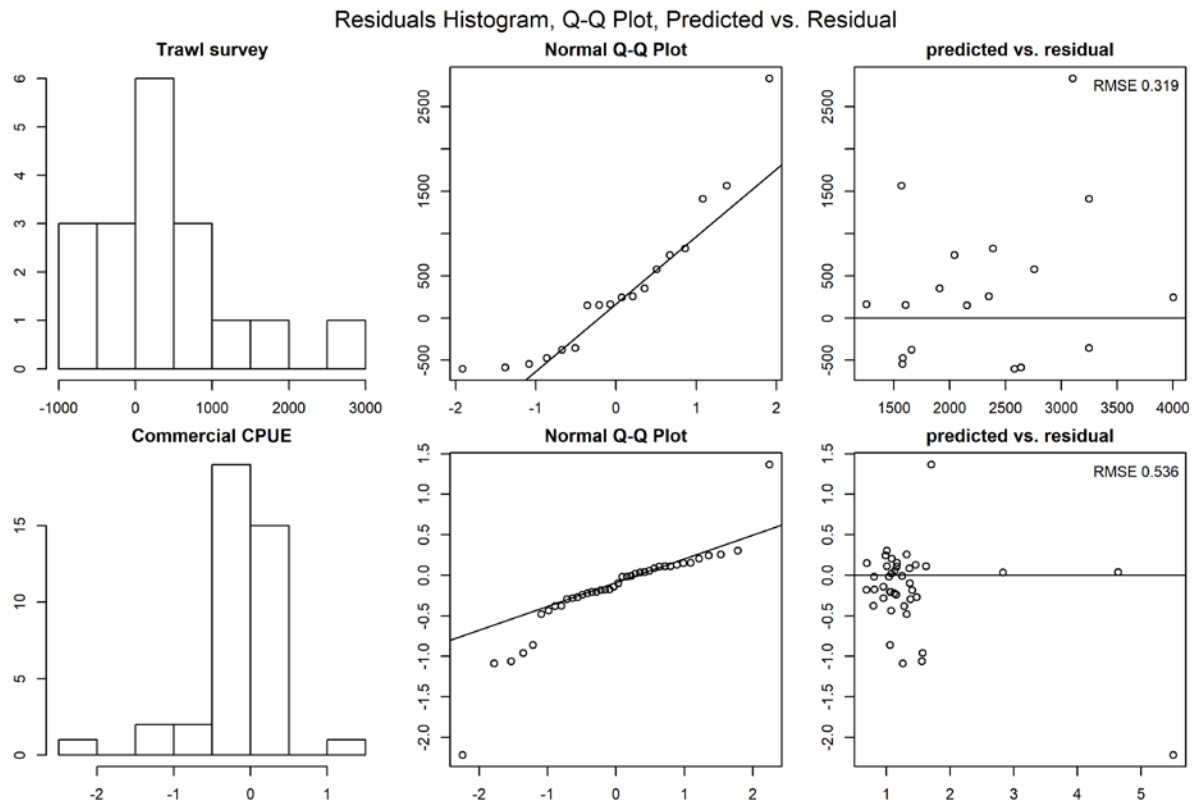 Residuals Histogram, Q-Q Plot, Predicted vs. Residual
Trawl survey
Normal Q-Q Plot
predicted vs. residual
6
5
4
3
2
1
0
-1000 0 1000 2000 3000
2500
1500
500
0
-500
-2 -1 0 1 2
RMSE 0.319
2500
1500
500
0
-500
1500 2000 2500 3000 3500 4000
Commercial CPUE
Normal Q-Q Plot
predicted vs. residual
15
10
5
0
-2 -1 0 1
1.5
1.0
0.5
0.0
-0.5
-1.0
-1.5
-2.0
-2 -1 0 1 2
RMSE 0.536
1.5
1.0
0.5
0.0
-0.5
-1.0
-1.5
-2.0
1 2 3 4 5